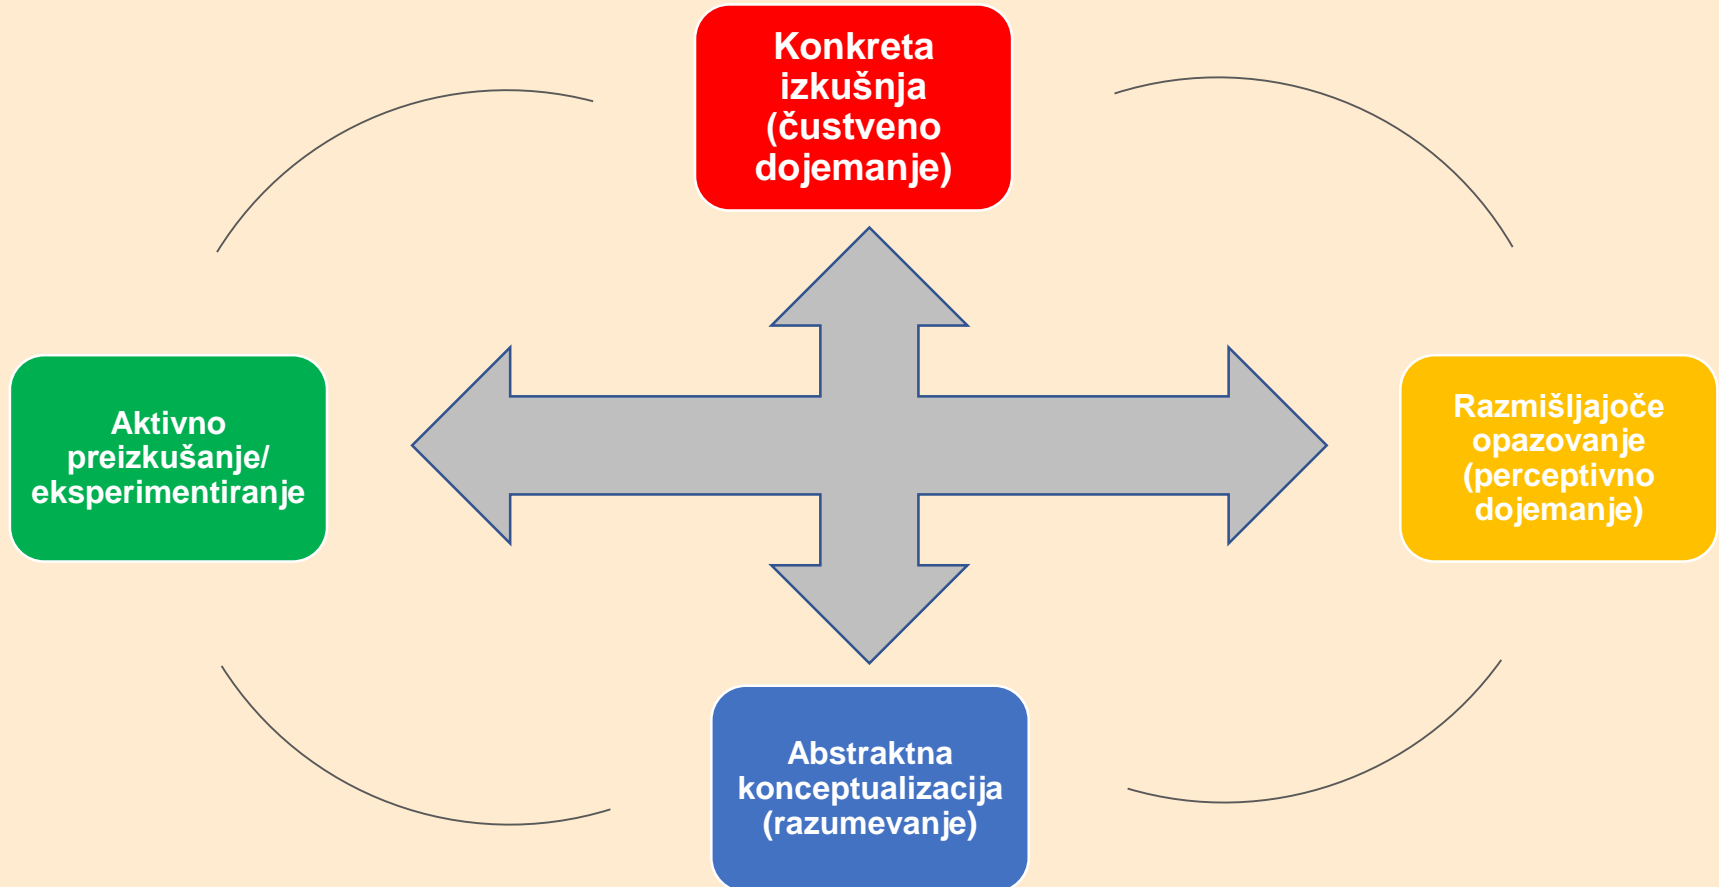 Konkreta
izkušnja
(čustveno
dojemanje)
Aktivno
preizkušanje/
eksperimentiranje
Razmišljajoče
opazovanje
(perceptivno
dojemanje)
Abstraktna
konceptualizacija
(razumevanje)